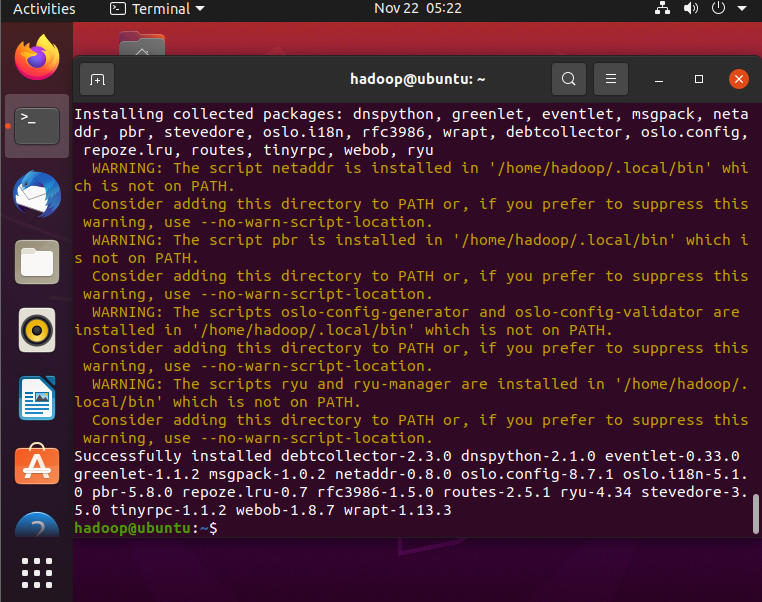 Activities
Terminal
Nov 22 05:22
hadoop@ubuntu: ~
Installing collected packages: dnspython, greenlet, eventlet, msgpack, neta
ddr, pbr, stevedore, oslo.i18n, rfc3986, wrapt, debtcollector, oslo.config,
repoze.lru, routes, tinyrpc, webob, ryu
WARNING: The script netaddr is installed in '/home/hadoop/.local/bin' whi
ch is not on PATH.
Consider adding this directory to PATH or, if you prefer to suppress this
warning, use --no-warn-script-location.
WARNING: The script pbr is installed in '/home/hadoop/.local/bin' which i
s not on PATH.
Consider adding this directory to PATH or, if you prefer to suppress this
warning, use --no-warn-script-location.
WARNING: The scripts oslo-config-generator and oslo-config-validator are
installed in '/home/hadoop/.local/bin' which is not on PATH.
Consider adding this directory to PATH or, if you prefer to suppress this
warning, use --no-warn-script-location.
WARNING: The scripts ryu and ryu-manager are installed in '/home/hadoop/.
local/bin' which is not on PATH.
Consider adding this directory to PATH or, if you prefer to suppress this
warning, use --no-warn-script-location.
Successfully installed debtcollector-2.3.0 dnspython-2.1.0 eventlet-0.33.0
greenlet-1.1.2 msgpack-1.0.2 netaddr-0.8.0 oslo.config-8.7.1 oslo.i18n-5.1.
0 pbr-5.8.0 repoze.lru-0.7 rfc3986-1.5.0 routes-2.5.1 ryu-4.34 stevedore-3.
5.0 tinyrpc-1.1.2 webob-1.8.7 wrapt-1.13.3
hadoop@ubuntu:~$